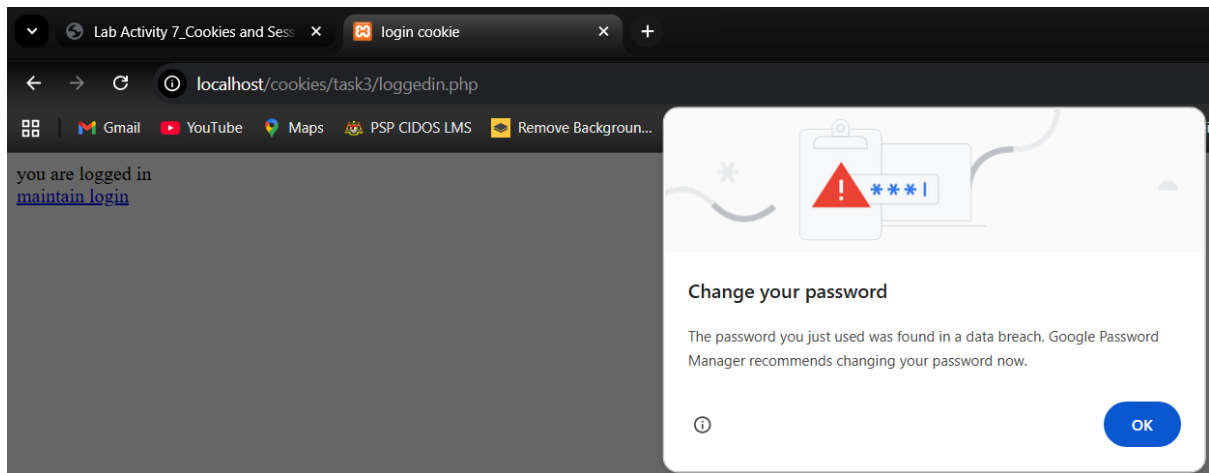 Lab Activity 7_Cookies and Sess
login cookie
localhost/cookies/task3/loggedin.php
Gmail YouTube Maps PSP CIDOS LMS Remove Backgroun...
you are logged in
maintain login
***
Change your password
The password you just used was found in a data breach. Google Password
Manager recommends changing your password now.
OK